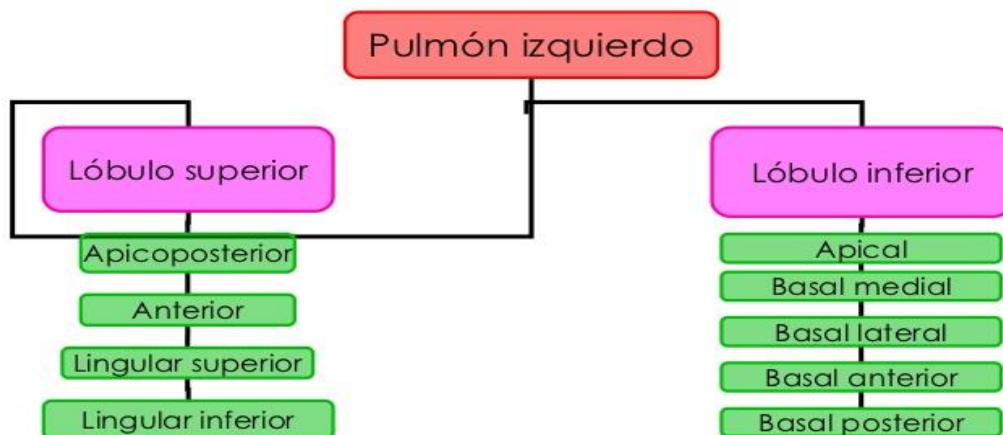 Pulmón izquierdo
Lóbulo superior
Apicoposterior
Anterior
Lingular superior
Lingular inferior
Lóbulo inferior
Apical
Basal medial
Basal lateral
Basal anterior
Basal posterior